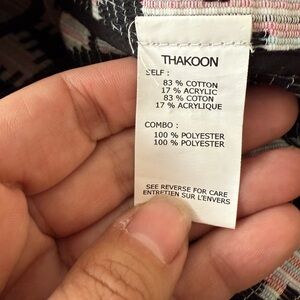 THAKOON
SELF :
83 % COTTON
17 % ACRYLIC
83 % COTON
17 % ACRYLIQUE
COMBO :
100 % POLYESTER
100 % POLYESTER
SEE REVERSE FOR CARE
ENTRETIEN SUR L'ENVERS